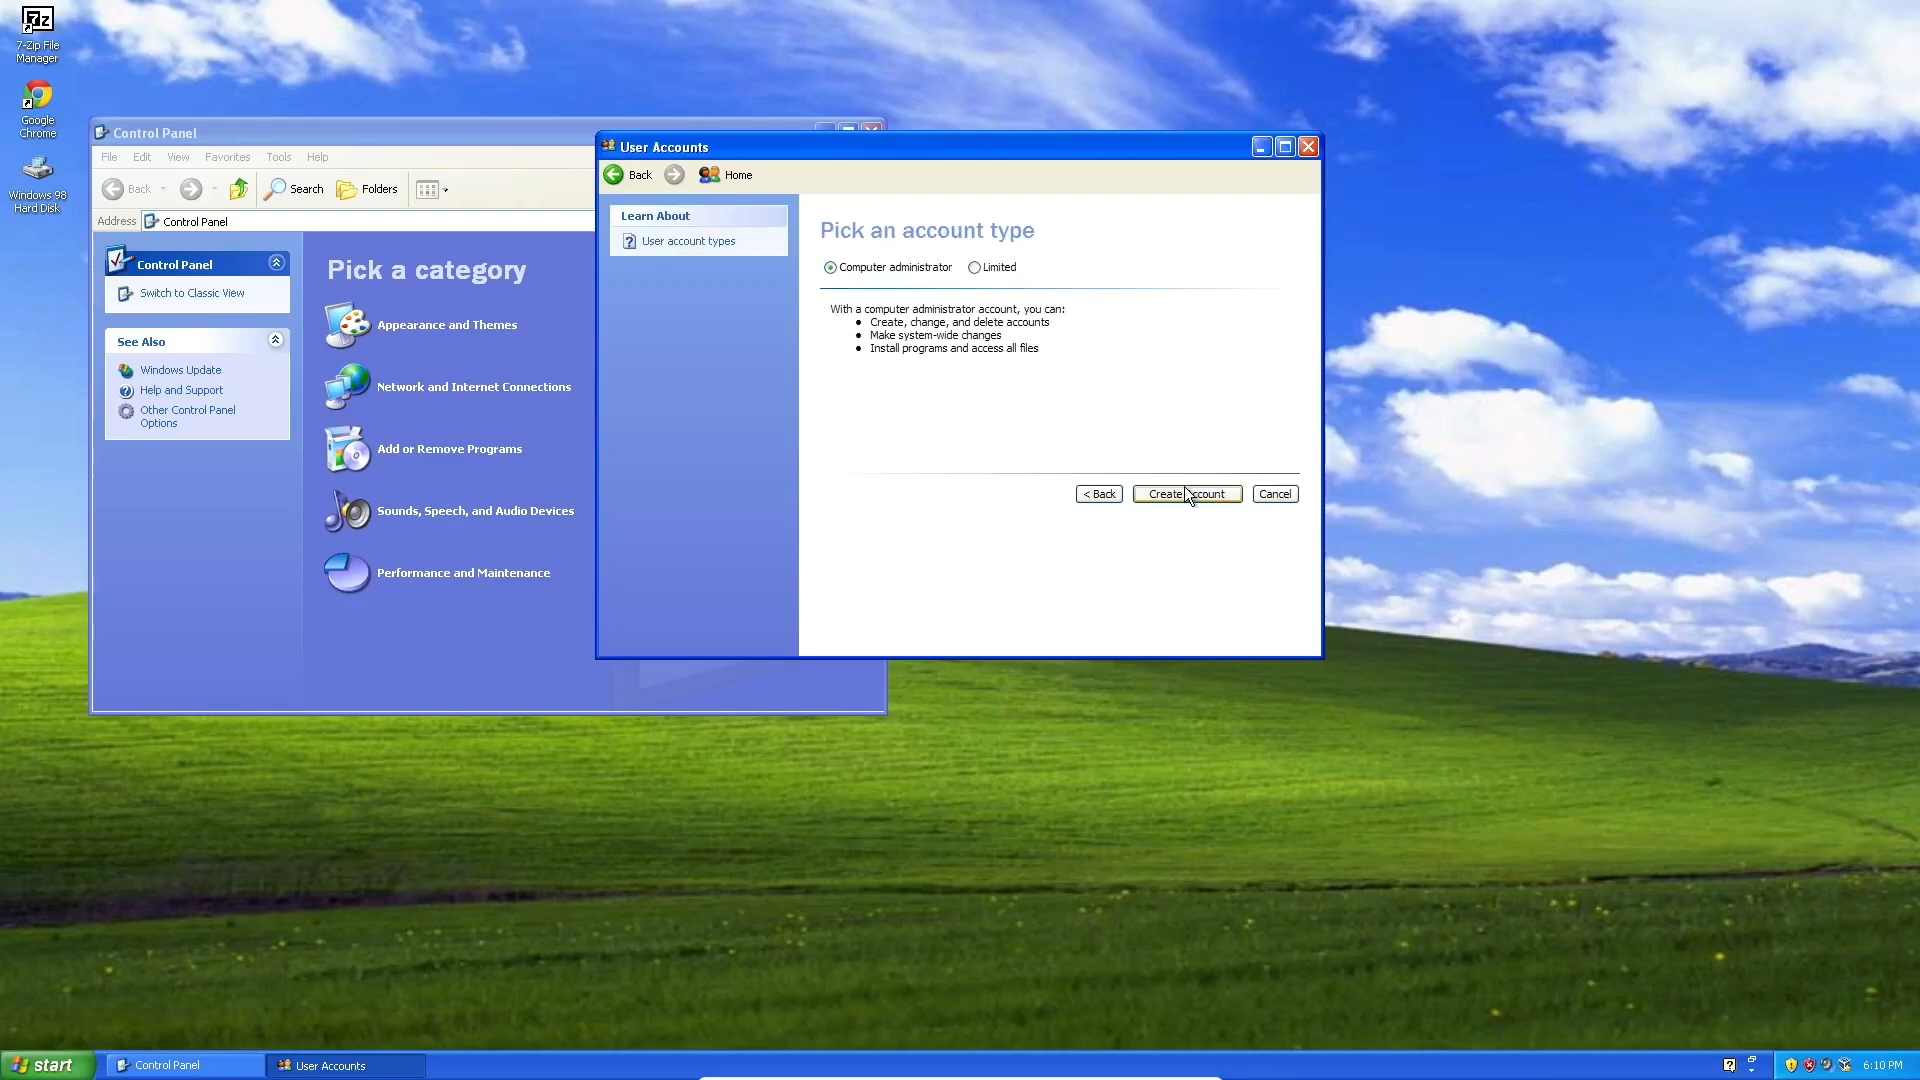 7-Zip File
Manager
Google
Chrome
Windows 98
Hard Disk
Control Panel
File Edit View Favorites Tools Help
Back Search Folders
Address Control Panel
Control Panel
Switch to Classic View
See Also
Windows Update
Help and Support
Other Control Panel
Options
Pick a category
Appearance and Themes
Network and Internet Connections
Add or Remove Programs
Sounds, Speech, and Audio Devices
Performance and Maintenance
User Accounts
Back Home
Learn About
User account types
Pick an account type
Computer administrator Limited
With a computer administrator account, you can:
• Create, change, and delete accounts
• Make system-wide changes
• Install programs and access all files
< Back Create Account Cancel
start Control Panel User Accounts 6:10 PM